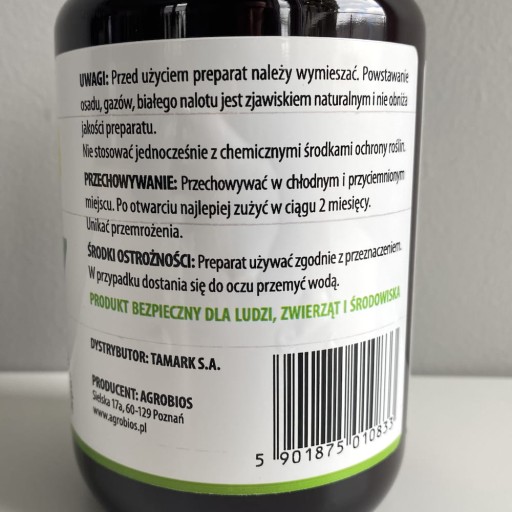 UWAGI: Przed użyciem preparat należy wymieszać. Powstawanie
osadu, gazów, białego nalotu jest zjawiskiem naturalnym i nie obniża
jakości preparatu.
Nie stosować jednocześnie z chemicznymi środkami ochrony roślin.
PRZECHOWYWANIE: Przechowywać w chłodnym i przyciemnionym
miejscu. Po otwarciu najlepiej zużyć w ciągu 2 miesięcy.
Unikać przemrożenia.
ŚRODKI OSTROŻNOŚCI: Preparat używać zgodnie z przeznaczeniem.
W przypadku dostania się do oczu przemyć wodą.
PRODUKT BEZPIECZNY DLA LUDZI, ZWIERZĄT I ŚRODOWISKA
DYSTRYBUTOR: TAMARK S.A.
PRODUCENT: AGROBIOS
Sielska 17a, 60-129 Poznań
www.agrobios.pl
5 901875 010833